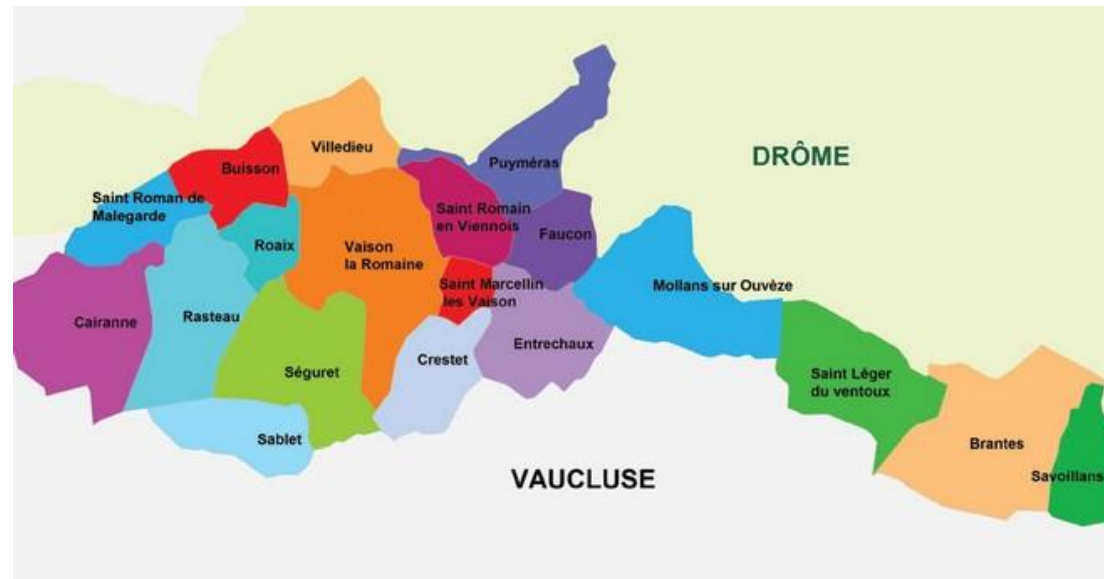 Villedieu
DRÔME
Puyméras
Buisson
Saint Roman de
Malegarde
Saint Romain
en Viennois
Faucon
Roaix
Vaison
la Romaine
Saint Marcellin
les Vaison
Mollans sur Ouvèze
Cairanne
Rasteau
Entrechaux
Crestet
Séguret
Saint Léger
du ventoux
Sablet
Brantes
VAUCLUSE
Savoillans